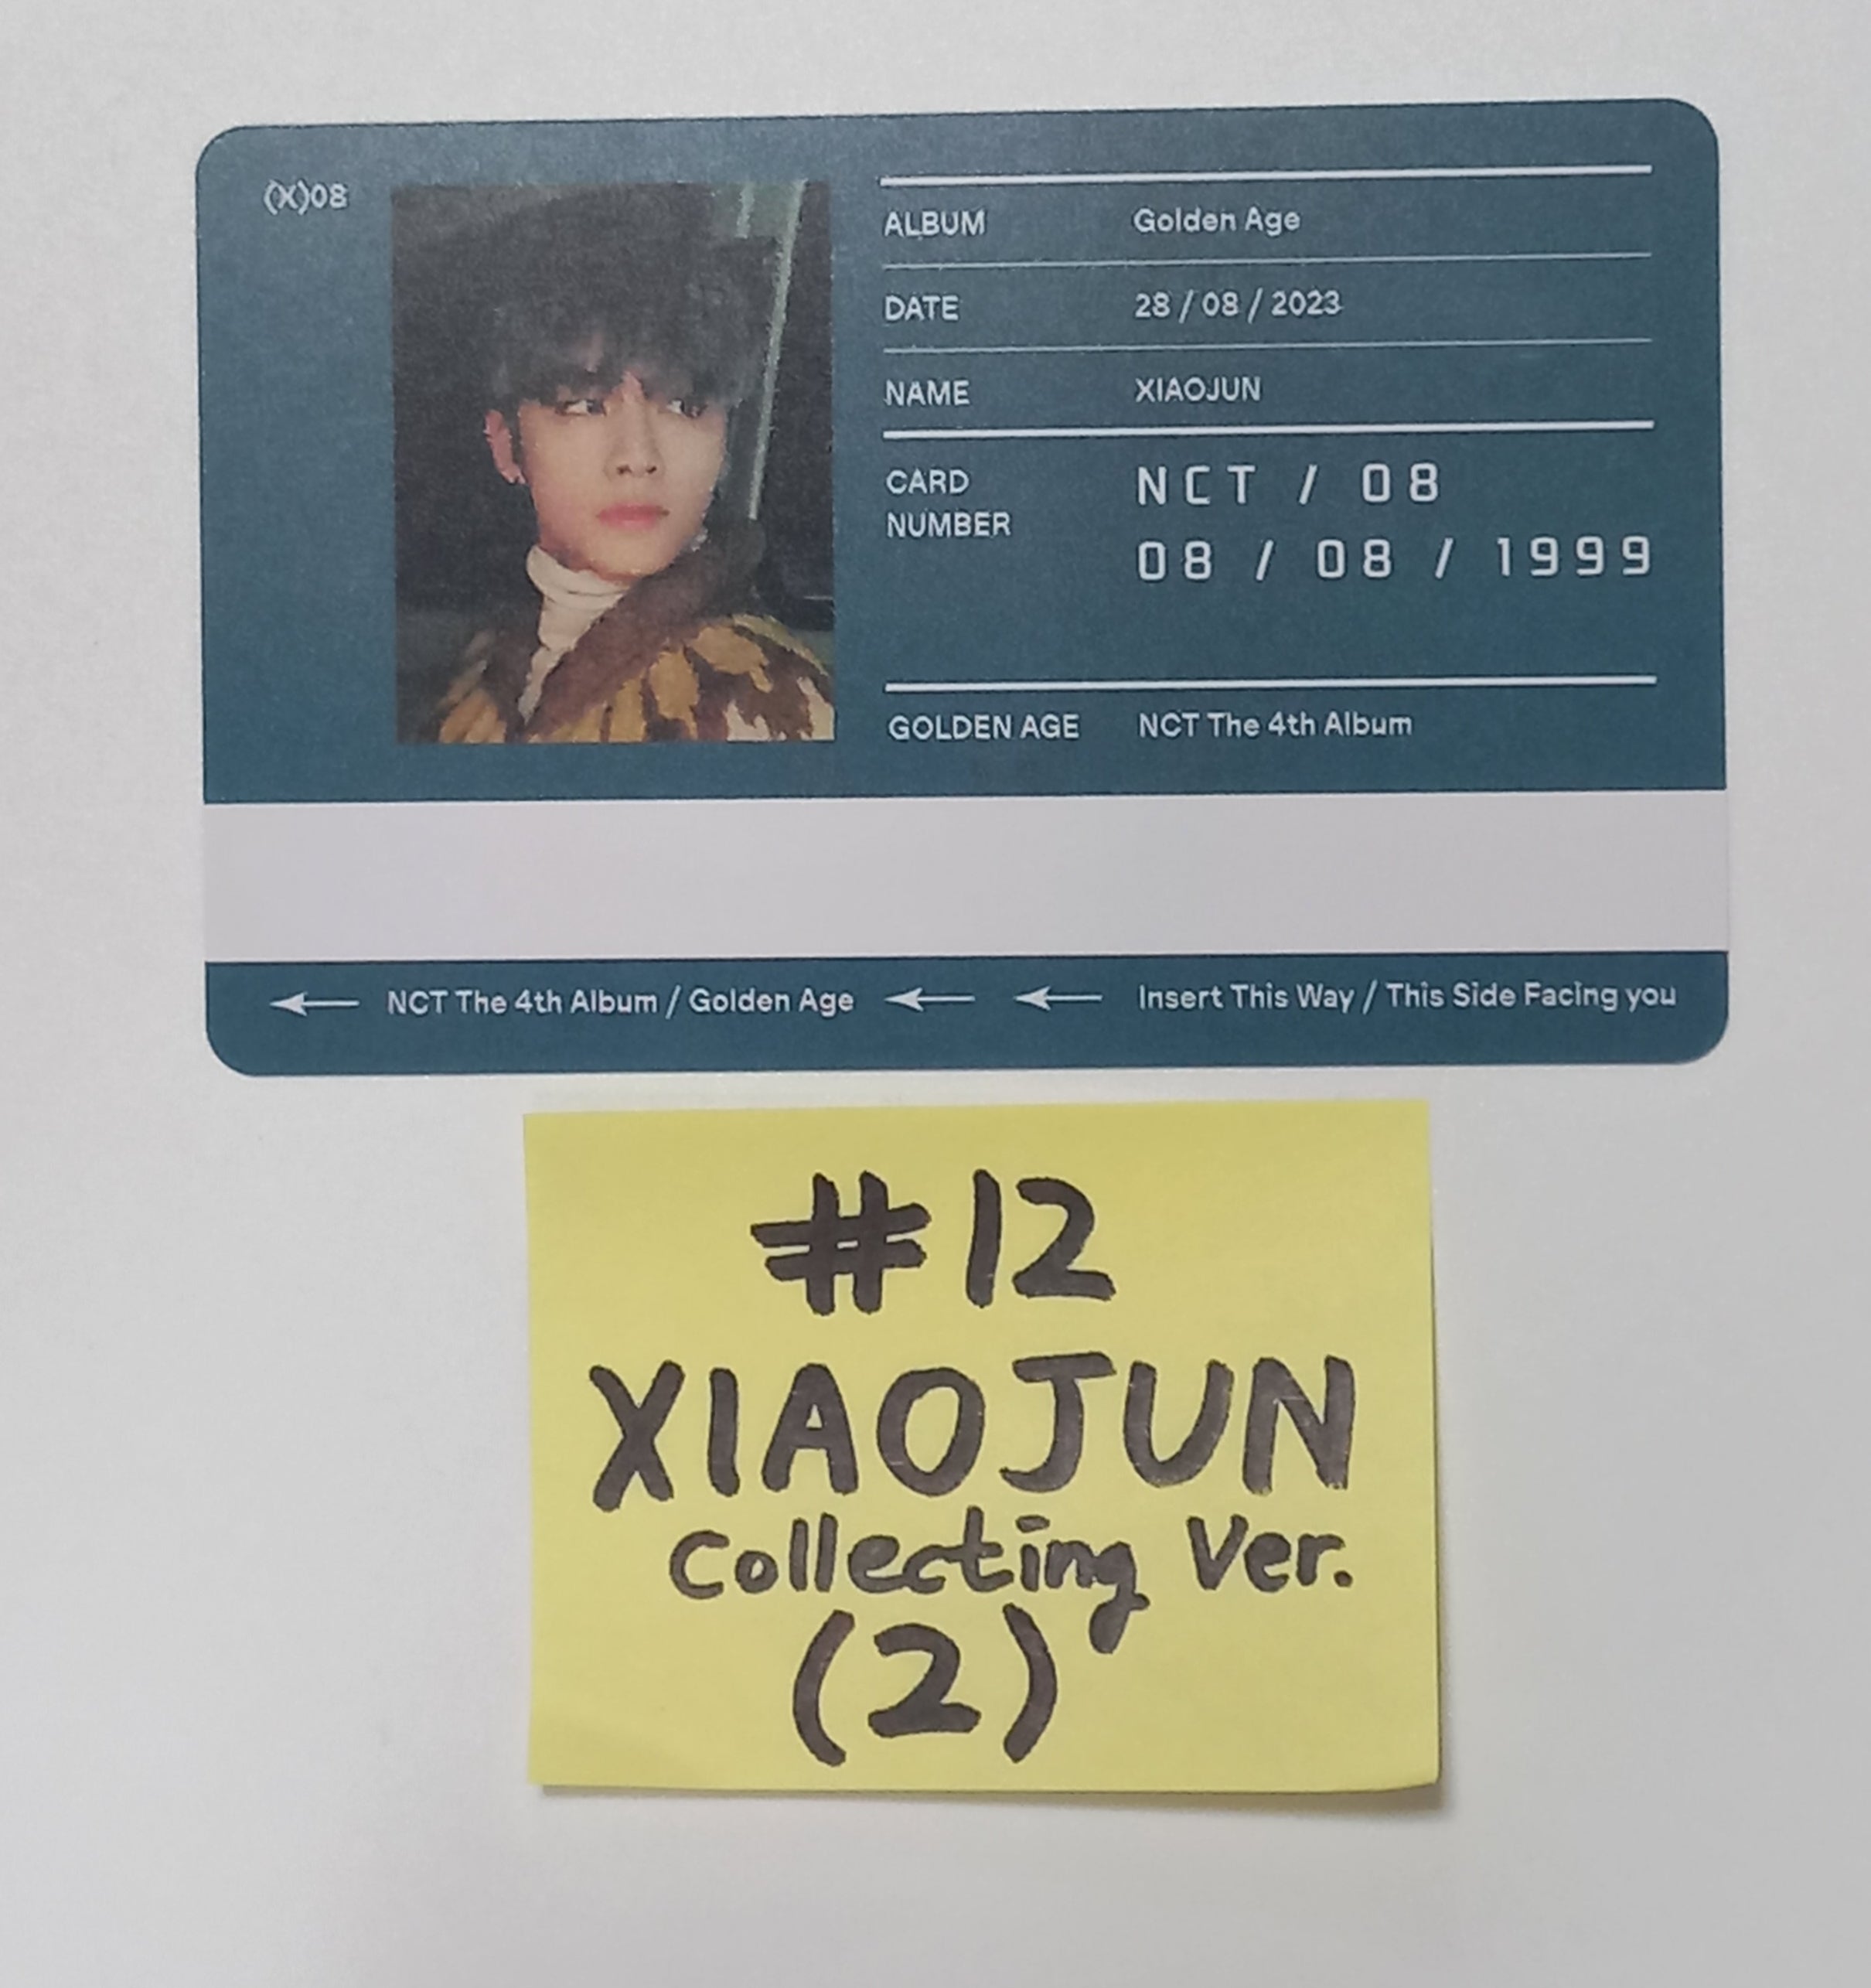 (X)08
ALBUM Golden Age
DATE 28 / 08 / 2023
NAME XIAOJUN
CARD NUMBER NCT / 08
08 / 08 / 1999
GOLDEN AGE NCT The 4th Album
NCT The 4th Album / Golden Age Insert This Way / This Side Facing you
#12
XIAOJUN
Collecting Ver.
(2)